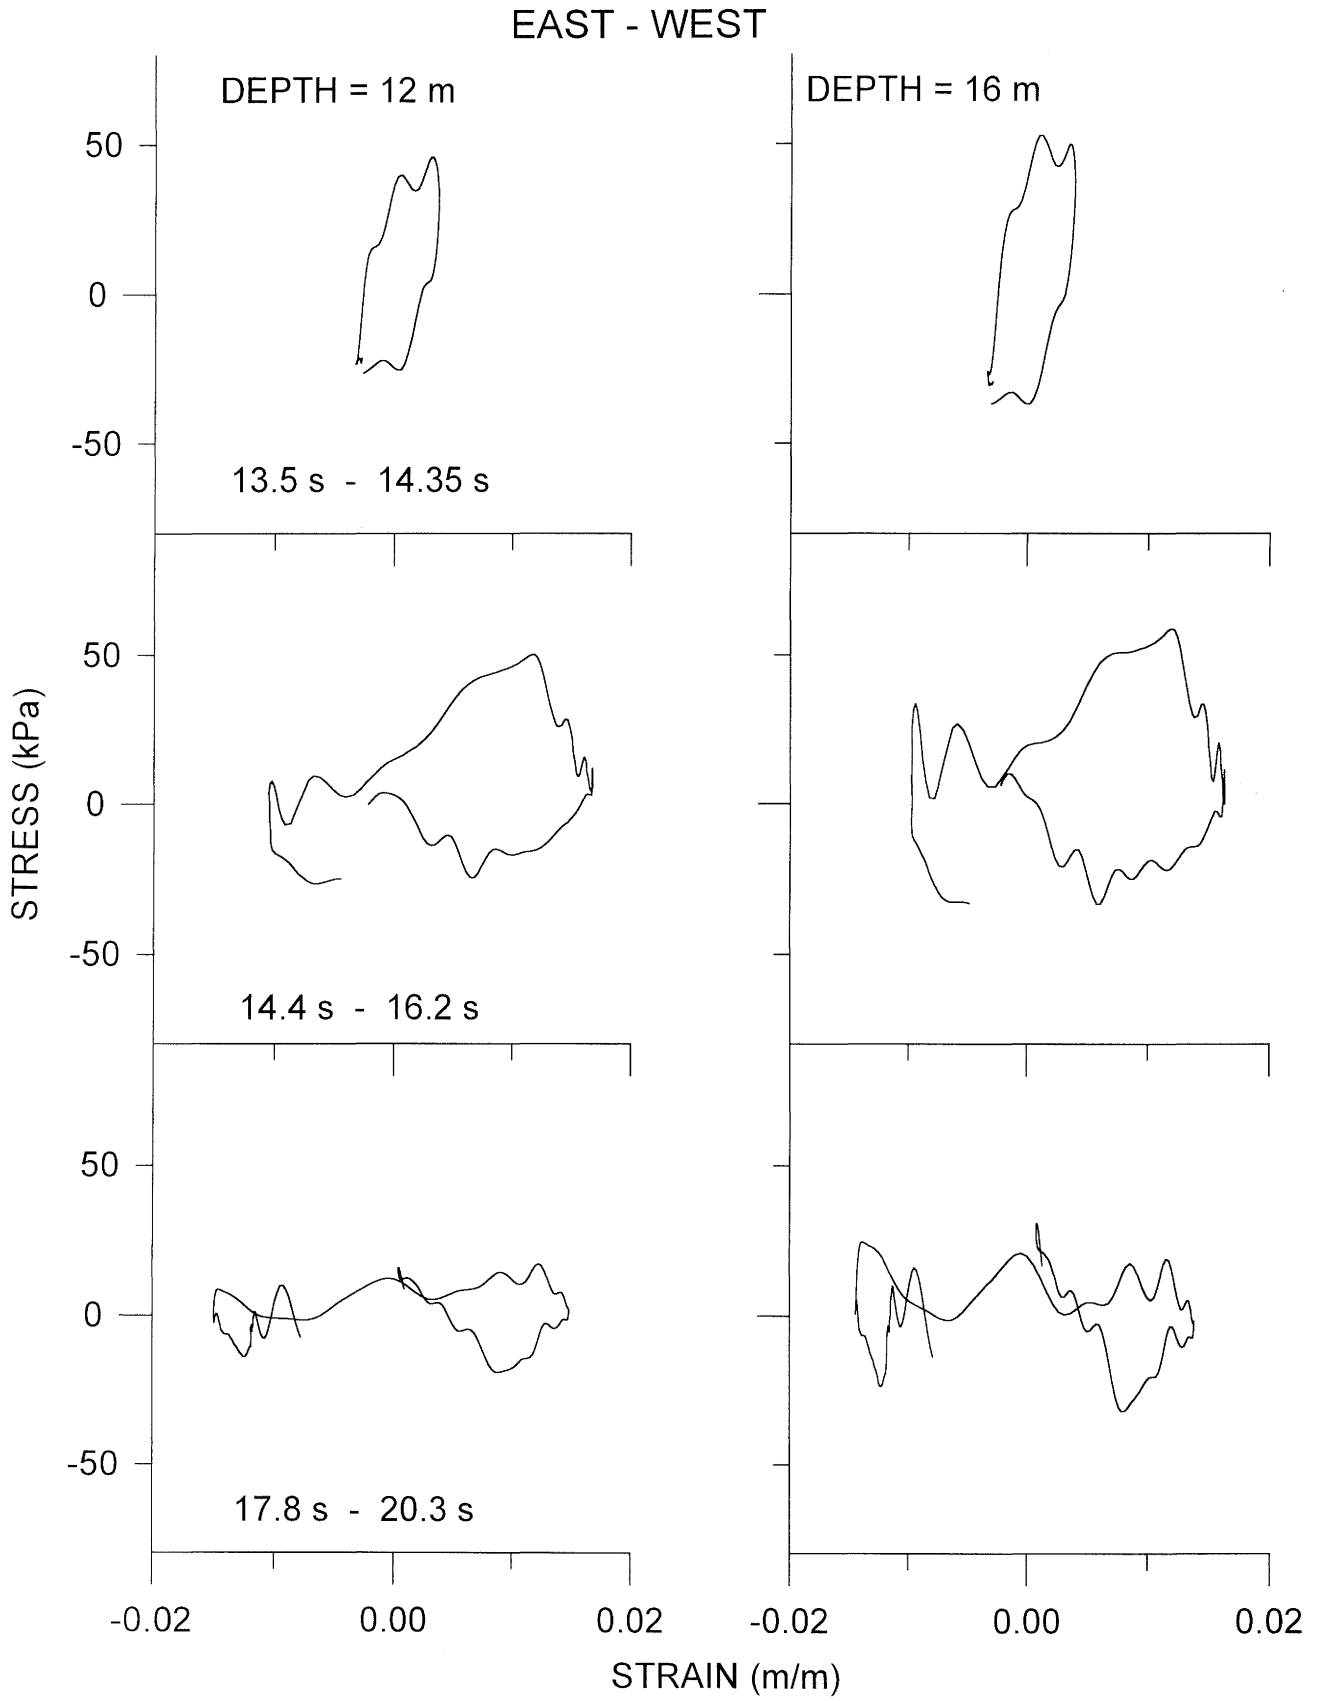 EAST - WEST
DEPTH = 12 m
DEPTH = 16 m
50
0
-50
13.5 s - 14.35 s
50
0
-50
14.4 s - 16.2 s
50
0
-50
17.8 s - 20.3 s
STRESS (kPa)
-0.02 0.00 0.02
-0.02 0.00 0.02
STRAIN (m/m)